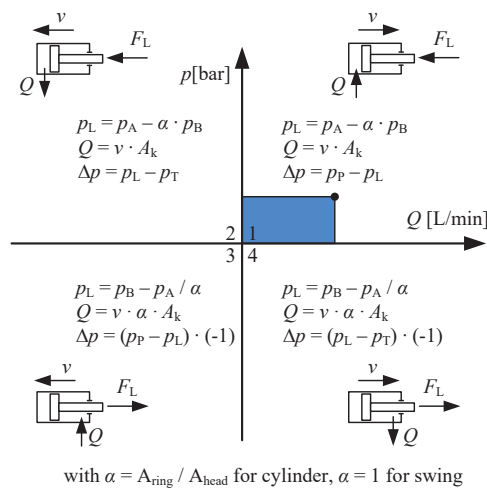 v
F_L
Q
p[bar]
v
F_L
Q
p_L = p_A – α · p_B
Q = v · A_k
Δp = p_L – p_T
p_L = p_A – α · p_B
Q = v · A_k
Δp = p_P – p_L
Q [L/min]
2 1
3 4
p_L = p_B – p_A / α
Q = v · α · A_k
Δp = (p_P – p_L) · (-1)
p_L = p_B – p_A / α
Q = v · α · A_k
Δp = (p_L – p_T) · (-1)
v
F_L
Q
v
F_L
Q
with α = A_ring / A_head for cylinder, α = 1 for swing